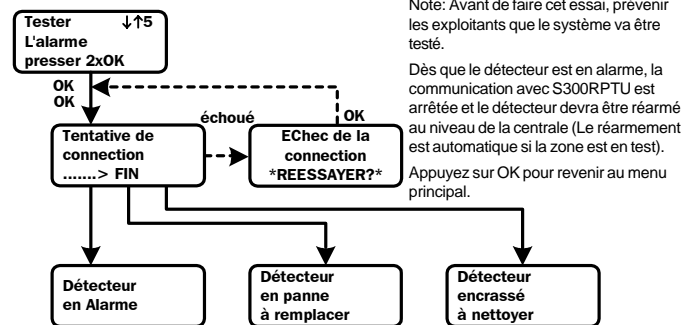 Tester ↓↑5
L'alarme
presser 2xOK
OK
OK
échoué
OK
Tentative de
connection
.......> FIN
EChec de la
connection
*REESSAYER?*
Détecteur
en Alarme
Détecteur
en panne
à remplacer
Détecteur
encrassé
à nettoyer
Note: Avant de faire cet essai, prévenir
les exploitants que le système va être
testé.
Dès que le détecteur est en alarme, la
communication avec S300RPTU est
arrêtée et le détecteur devra être réarmé
au niveau de la centrale (Le réarmement
est automatique si la zone est en test).
Appuyez sur OK pour revenir au menu
principal.